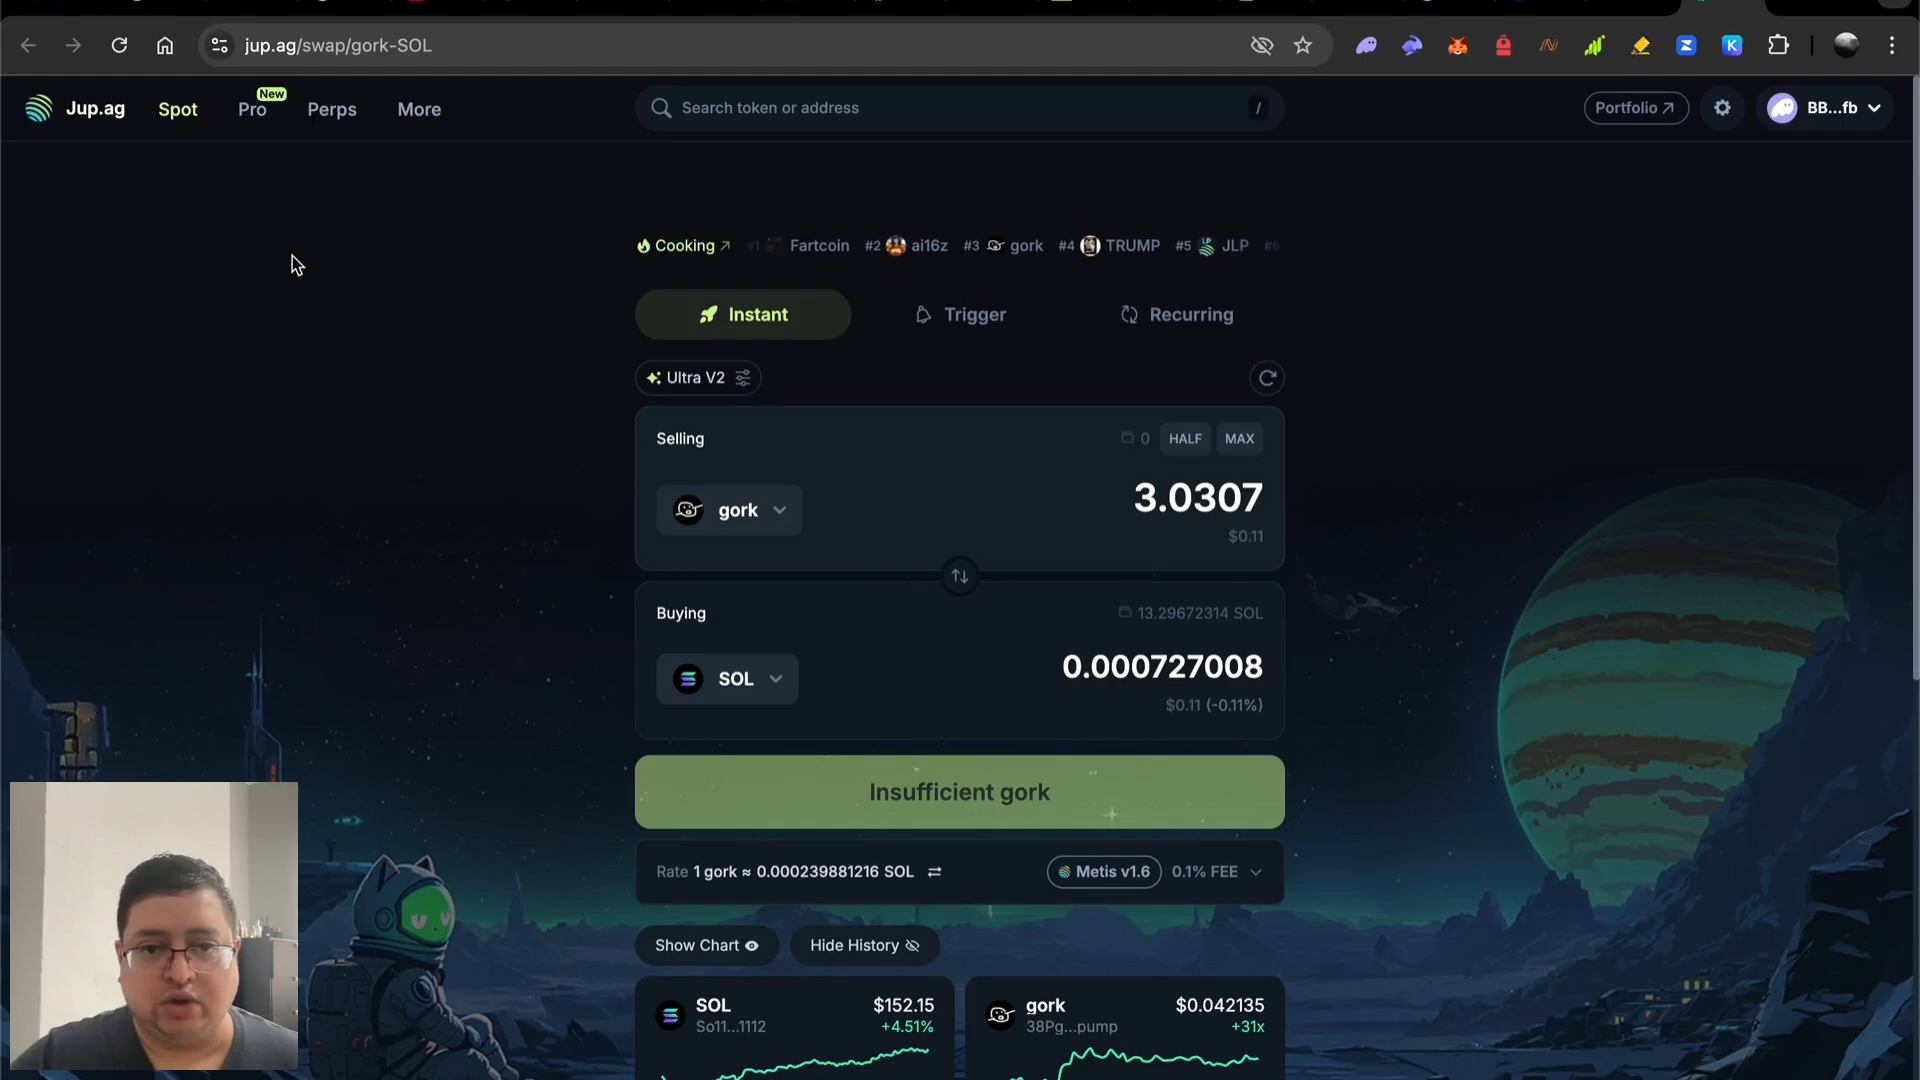 jup.ag/swap/gork-SOL
Jup.ag
Spot
Pro
New
Perps
More
Search token or address
/
Portfolio
BB...fb
Cooking
#1 Fartcoin
#2 ai16z
#3 gork
#4 TRUMP
#5 JLP
#6
Instant
Trigger
Recurring
Ultra V2
Selling
0
HALF
MAX
gork
3.0307
$0.11
Buying
13.29672314 SOL
SOL
0.000727008
$0.11 (-0.11%)
Insufficient gork
Rate 1 gork ≈ 0.000239881216 SOL
Metis v1.6
0.1% FEE
Show Chart
Hide History
SOL
$152.15
So11...1112
+4.51%
gork
$0.042135
38Pg...pump
+31x